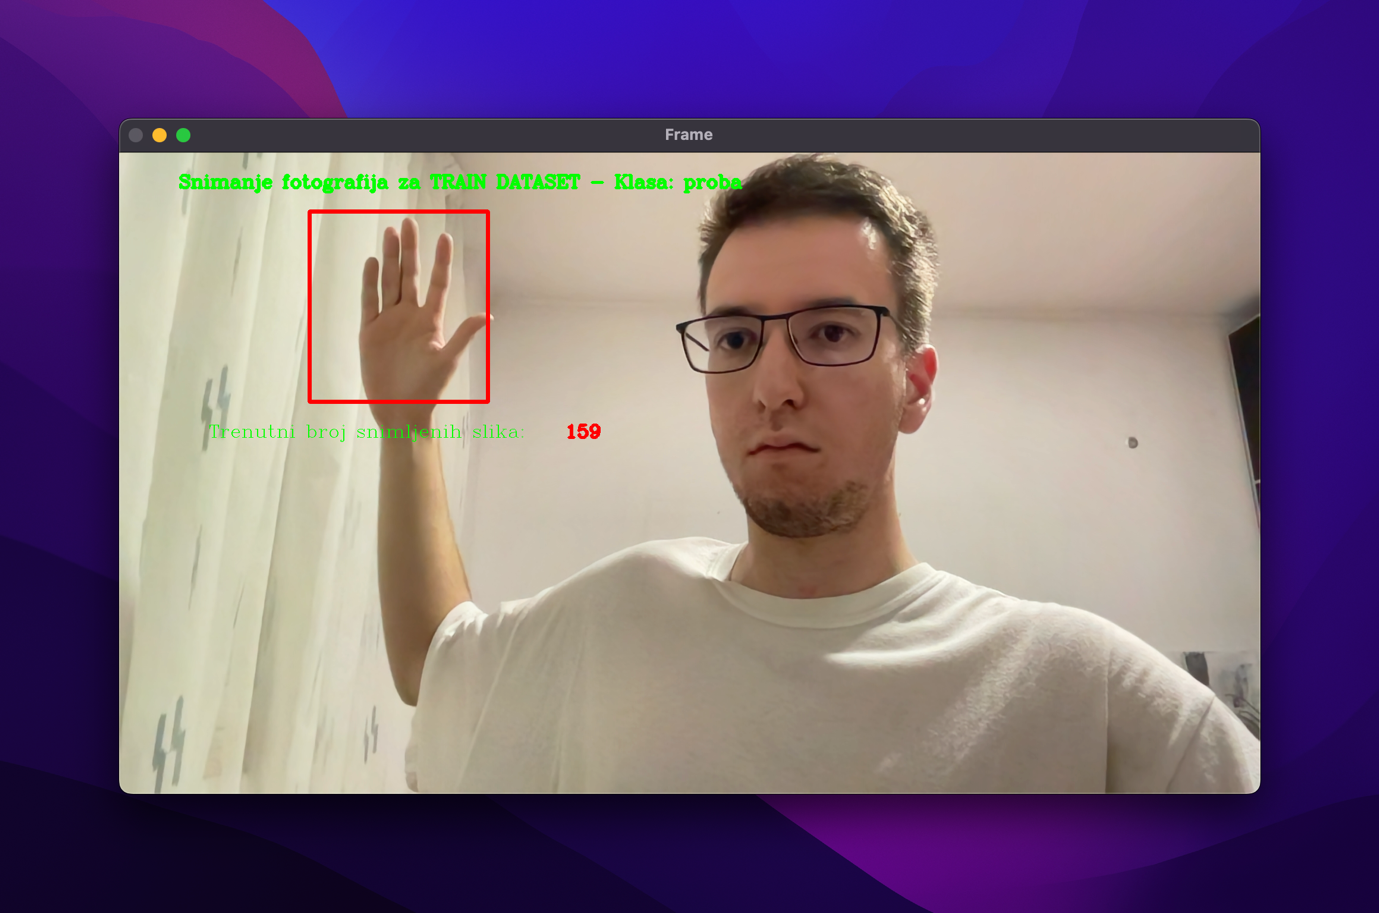 Frame
Snimanje fotografija za TRAIN DATASET - Klasa: proba
Trenutni broj snimljenih slika: 159